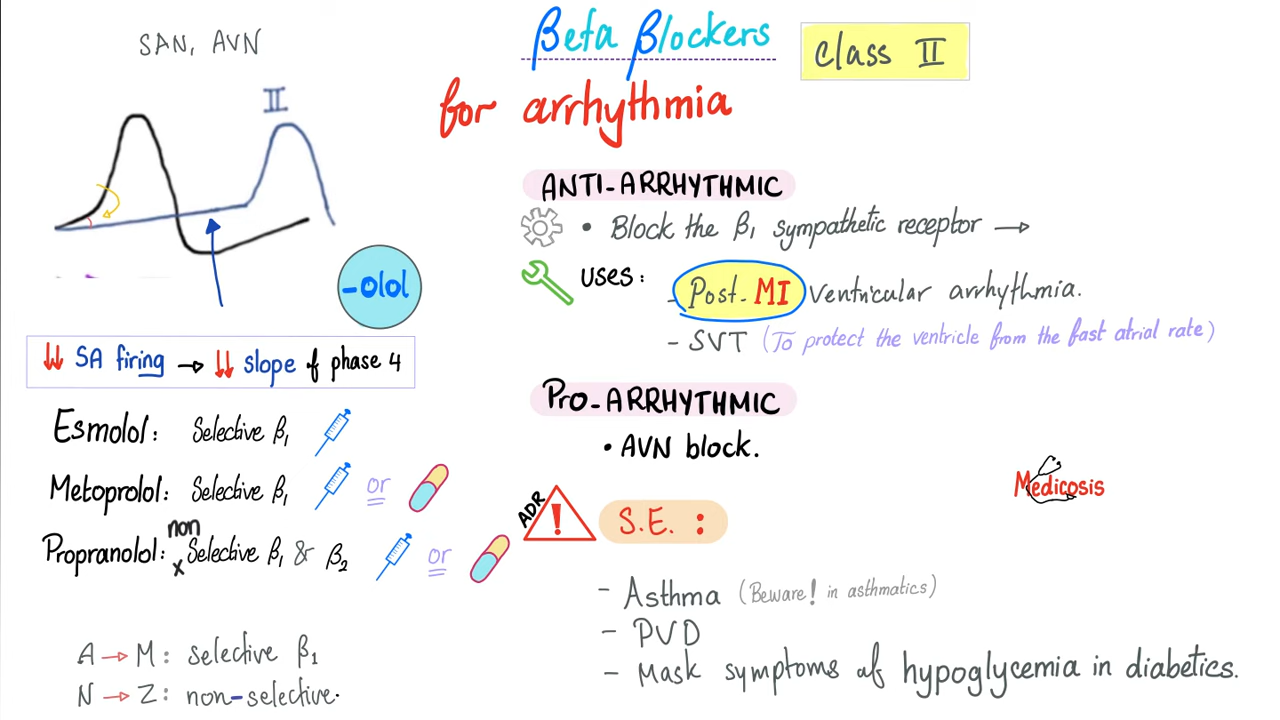 SAN, AVN
II
-olol
↓↓ SA firing → ↓↓ slope of phase 4
Esmolol: Selective β1
Metoprolol: Selective β1 or
non
Propranolol: x Selective β1 & β2 or
A → M: selective β1
N → Z: non-selective.
Beta Blockers
Class II
for arrhythmia
ANTI-ARRHYTHMIC
• Block the β1 sympathetic receptor →
USES:
- Post-MI Ventricular arrhythmia.
- SVT (To protect the ventricle from the fast atrial rate)
Pro-ARRHYTHMIC
• AVN block.
Medicosis
ADR ! S.E. :
- Asthma (Beware! in asthmatics)
- PVD
- Mask symptoms of hypoglycemia in diabetics.